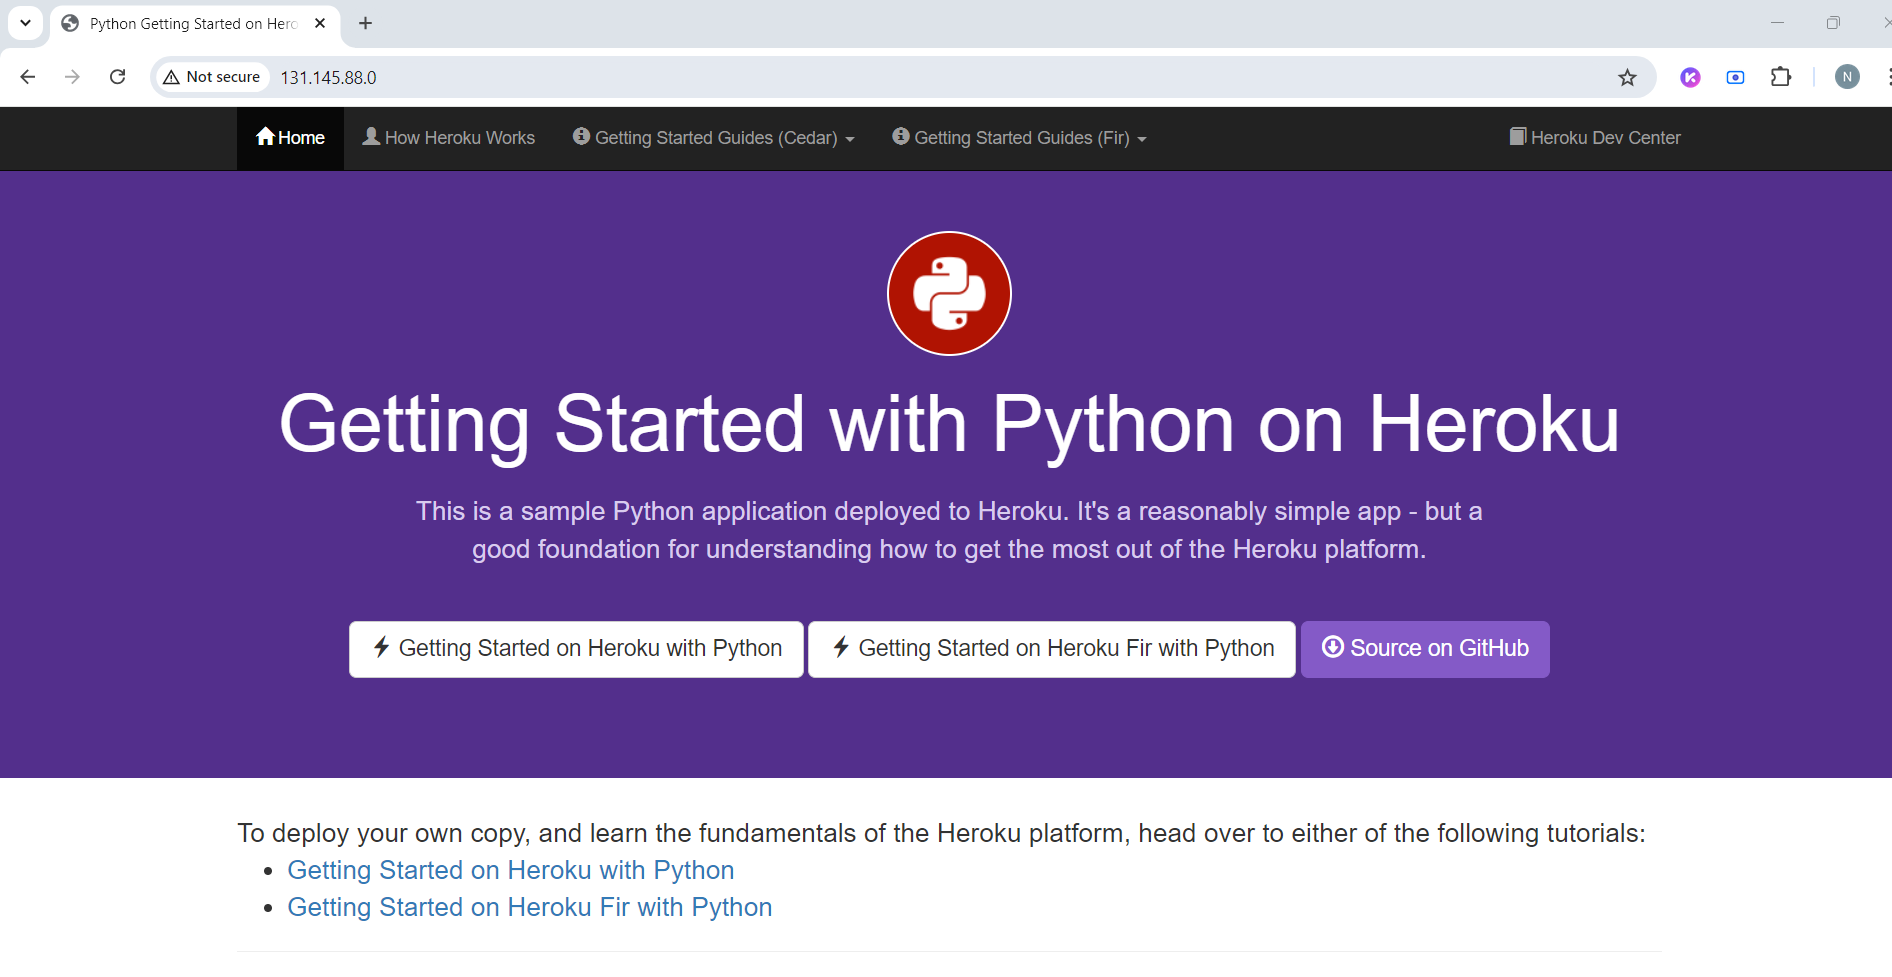 Python Getting Started on Hero
Not secure
131.145.88.0
N
Home
How Heroku Works
Getting Started Guides (Cedar)
Getting Started Guides (Fir)
Heroku Dev Center
Getting Started with Python on Heroku
This is a sample Python application deployed to Heroku. It's a reasonably simple app - but a
good foundation for understanding how to get the most out of the Heroku platform.
Getting Started on Heroku with Python
Getting Started on Heroku Fir with Python
Source on GitHub
To deploy your own copy, and learn the fundamentals of the Heroku platform, head over to either of the following tutorials:
Getting Started on Heroku with Python
Getting Started on Heroku Fir with Python